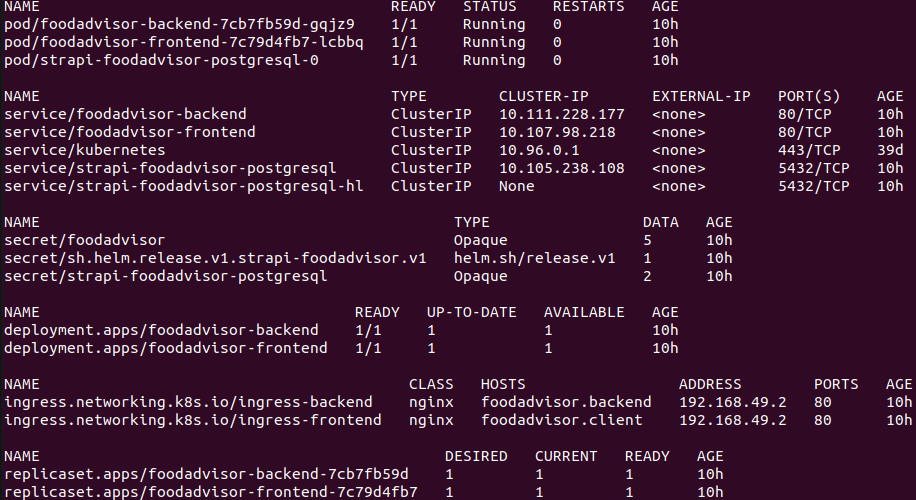 NAME READY STATUS RESTARTS AGE
pod/foodadvisor-backend-7cb7fb59d-gqjz9 1/1 Running 0 10h
pod/foodadvisor-frontend-7c79d4fb7-lcbbq 1/1 Running 0 10h
pod/strapi-foodadvisor-postgresql-0 1/1 Running 0 10h
NAME TYPE CLUSTER-IP EXTERNAL-IP PORT(S) AGE
service/foodadvisor-backend ClusterIP 10.111.228.177 <none> 80/TCP 10h
service/foodadvisor-frontend ClusterIP 10.107.98.218 <none> 80/TCP 10h
service/kubernetes ClusterIP 10.96.0.1 <none> 443/TCP 39d
service/strapi-foodadvisor-postgresql ClusterIP 10.105.238.108 <none> 5432/TCP 10h
service/strapi-foodadvisor-postgresql-hl ClusterIP None <none> 5432/TCP 10h
NAME TYPE DATA AGE
secret/foodadvisor Opaque 5 10h
secret/sh.helm.release.v1.strapi-foodadvisor.v1 helm.sh/release.v1 1 10h
secret/strapi-foodadvisor-postgresql Opaque 2 10h
NAME READY UP-TO-DATE AVAILABLE AGE
deployment.apps/foodadvisor-backend 1/1 1 1 10h
deployment.apps/foodadvisor-frontend 1/1 1 1 10h
NAME CLASS HOSTS ADDRESS PORTS AGE
ingress.networking.k8s.io/ingress-backend nginx foodadvisor.backend 192.168.49.2 80 10h
ingress.networking.k8s.io/ingress-frontend nginx foodadvisor.client 192.168.49.2 80 10h
NAME DESIRED CURRENT READY AGE
replicaset.apps/foodadvisor-backend-7cb7fb59d 1 1 1 10h
replicaset.apps/foodadvisor-frontend-7c79d4fb7 1 1 1 10h